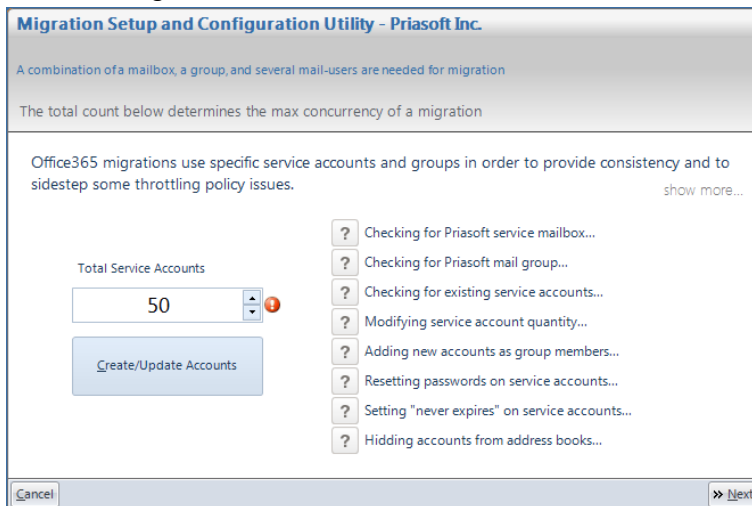 Migration Setup and Configuration Utility - Priasoft Inc.
A combination of a mailbox, a group, and several mail-users are needed for migration
The total count below determines the max concurrency of a migration
Office365 migrations use specific service accounts and groups in order to provide consistency and to
sidestep some throttling policy issues.
show more...
Total Service Accounts
50
Create/Update Accounts
? Checking for Priasoft service mailbox...
? Checking for Priasoft mail group...
? Checking for existing service accounts...
? Modifying service account quantity...
? Adding new accounts as group members...
? Resetting passwords on service accounts...
? Setting "never expires" on service accounts...
? Hidding accounts from address books...
Cancel
>> Next